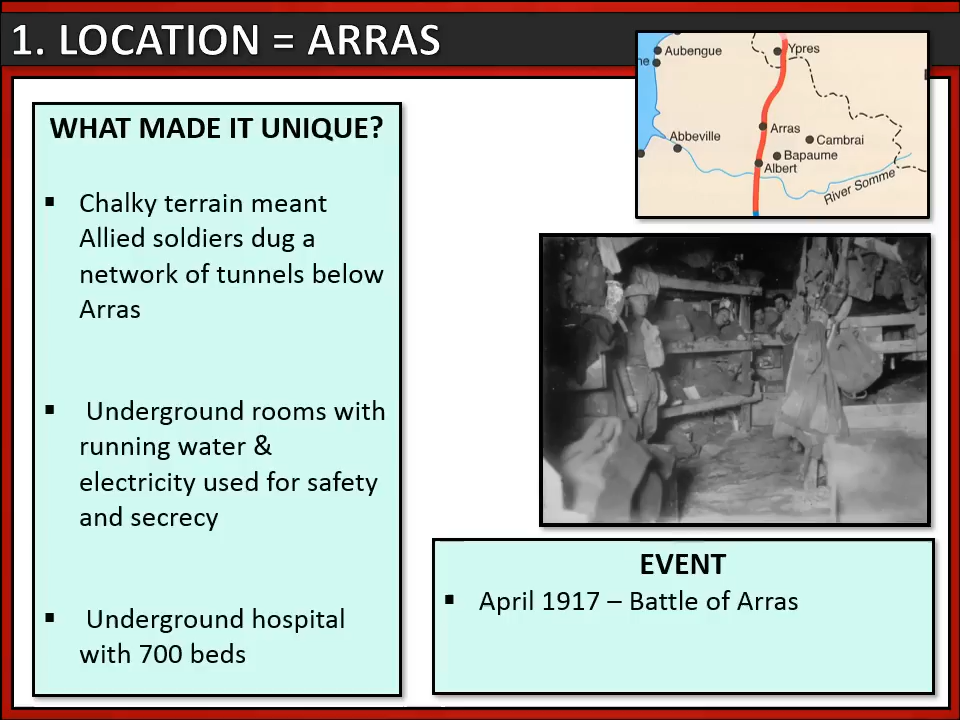 1. LOCATION = ARRAS
WHAT MADE IT UNIQUE?
▪ Chalky terrain meant
Allied soldiers dug a
network of tunnels below
Arras
▪ Underground rooms with
running water &
electricity used for safety
and secrecy
▪ Underground hospital
with 700 beds
Aubengue
ne
Ypres
Abbeville
Arras
Cambrai
Bapaume
Albert
River Somme
EVENT
▪ April 1917 – Battle of Arras